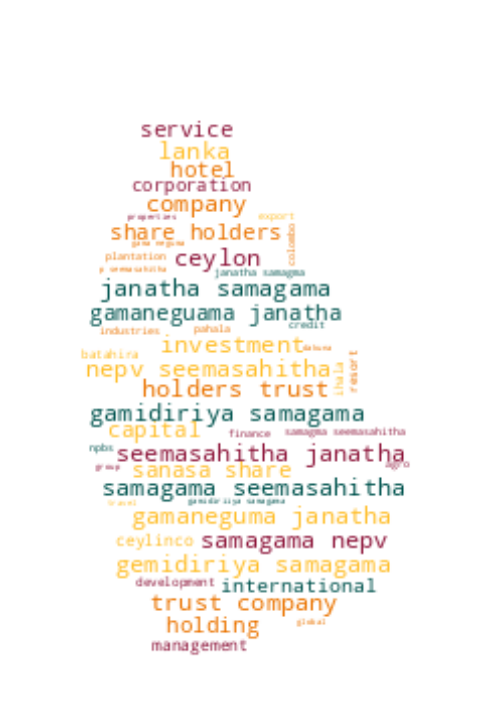 service
lanka
hotel
corporation
company
properties export
share holders colombo
gama neguma
plantation ceylon
p seemasahitha janatha samagma
janatha samagama
gamaneguama janatha
industries pahala credit
investment dakuna
batahira
nepv seemasahitha ihala resort
holders trust
gamidiriya samagama
capital finance samagma seemasahitha
npbs seemasahitha janatha
group sanasa share agro
samagama seemasahitha
travel gamidiriiya samagama
gamaneguma janatha
ceylinco samagama nepv
gemidiriya samagama
development international
trust company
holding global
management